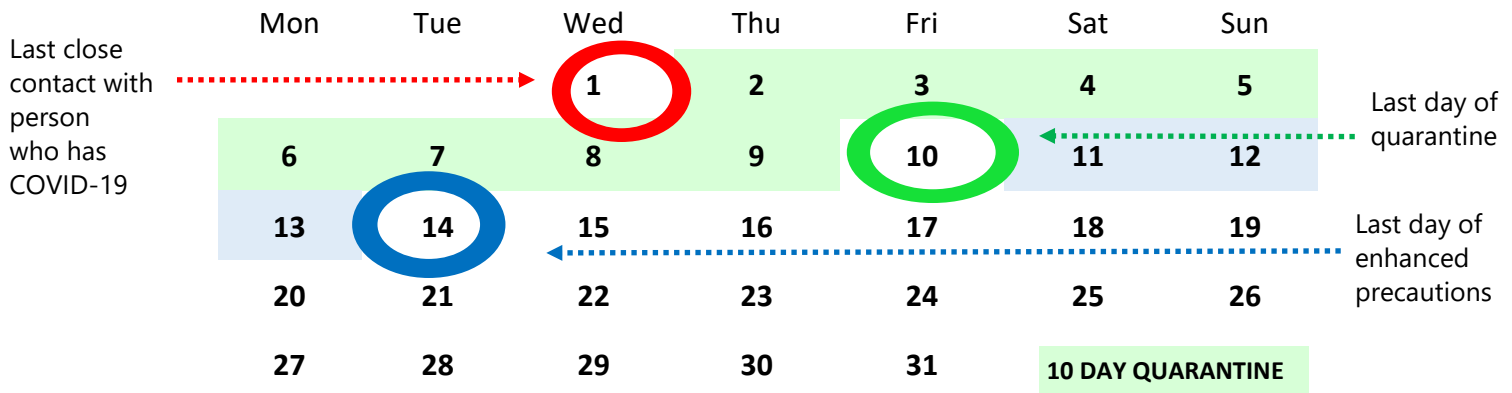 Mon Tue Wed Thu Fri Sat Sun
Last close
contact with
person
who has
COVID-19
1 2 3 4 5
Last day of
quarantine
6 7 8 9 10 11 12
13 14 15 16 17 18 19
Last day of
enhanced
precautions
20 21 22 23 24 25 26
27 28 29 30 31
10 DAY QUARANTINE